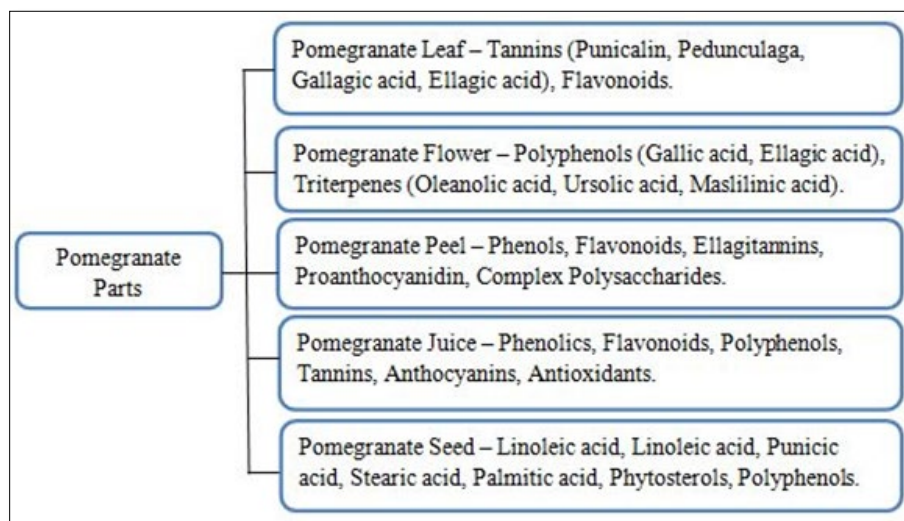 Pomegranate Leaf – Tannins (Punicalin, Pedunculaga,
Gallagic acid, Ellagic acid), Flavonoids.
Pomegranate Flower – Polyphenols (Gallic acid, Ellagic acid),
Triterpenes (Oleanolic acid, Ursolic acid, Maslilinic acid).
Pomegranate
Parts
Pomegranate Peel – Phenols, Flavonoids, Ellagitannins,
Proanthocyanidin, Complex Polysaccharides.
Pomegranate Juice – Phenolics, Flavonoids, Polyphenols,
Tannins, Anthocyanins, Antioxidants.
Pomegranate Seed – Linoleic acid, Linoleic acid, Punicic
acid, Stearic acid, Palmitic acid, Phytosterols, Polyphenols.